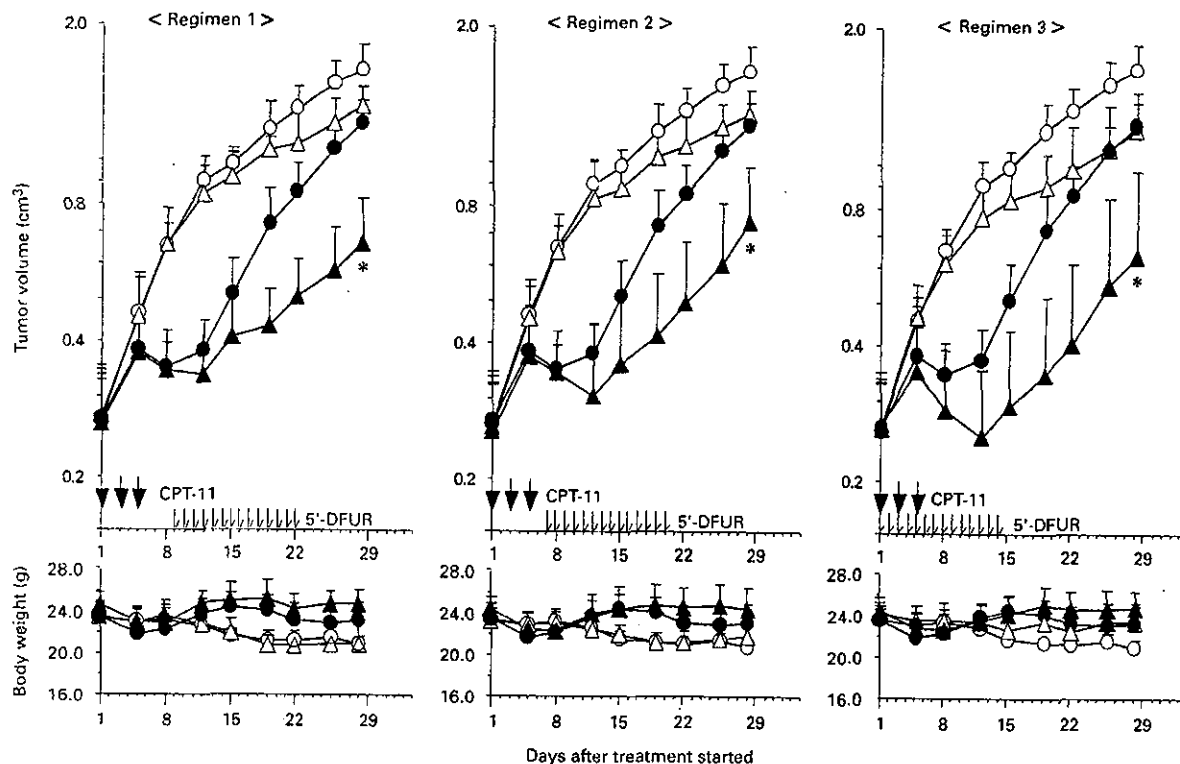 < Regimen 1 >
< Regimen 2 >
< Regimen 3 >
Tumor volume (cm³)
2.0
0.8
0.4
0.2
2.0
0.8
0.4
0.2
2.0
0.8
0.4
0.2
*
*
*
CPT-11
5'-DFUR
CPT-11
5'-DFUR
CPT-11
5'-DFUR
1 8 15 22 29
1 8 15 22 29
1 8 15 22 29
Body weight (g)
28.0
24.0
20.0
16.0
28.0
24.0
20.0
16.0
28.0
24.0
20.0
16.0
1 8 15 22 29
1 8 15 22 29
1 8 15 22 29
Days after treatment started